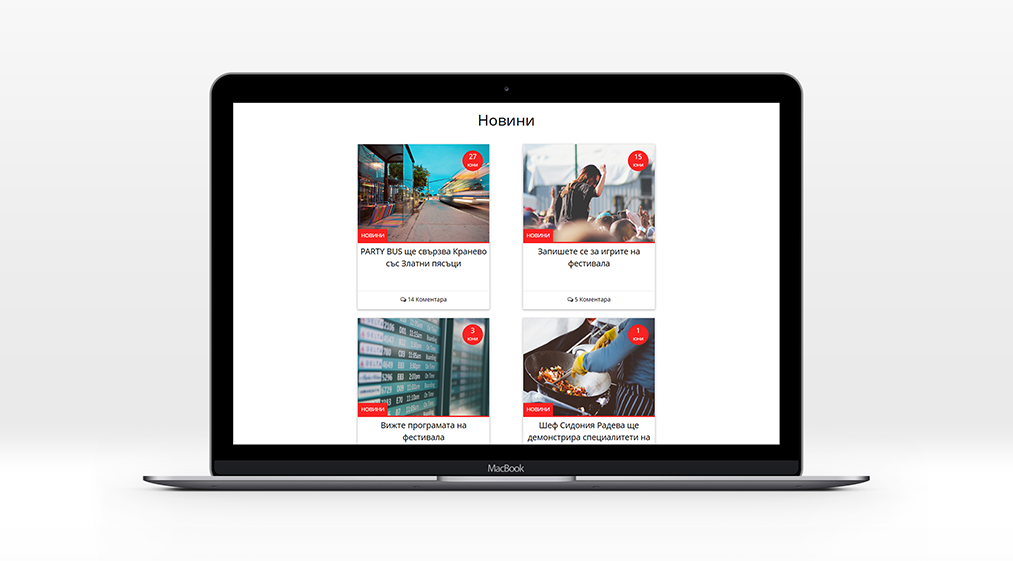 Новини
27
юни
НОВИНИ
PARTY BUS ще свързва Кранево
със Златни пясъци
14 Коментара
15
юни
НОВИНИ
Запишете се за игрите на
фестивала
5 Коментара
3
юни
НОВИНИ
Вижте програмата на
фестивала
1
юни
НОВИНИ
Шеф Сидония Радева ще
демонстрира специалитети на
MacBook